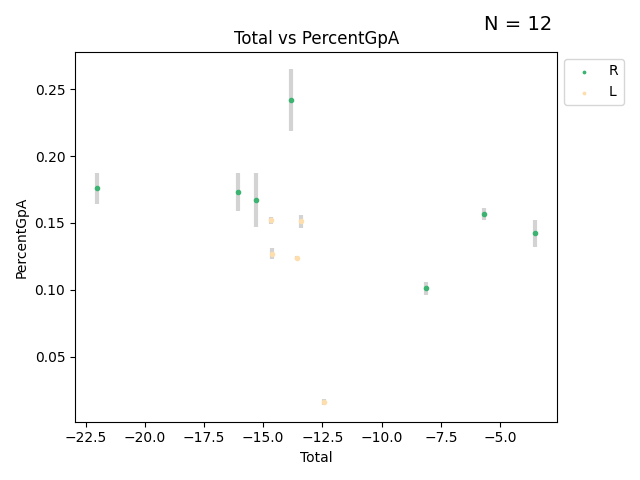 N = 12
Total vs PercentGpA
R
L
0.25
0.20
0.15
0.10
0.05
PercentGpA
−22.5 −20.0 −17.5 −15.0 −12.5 −10.0 −7.5 −5.0
Total